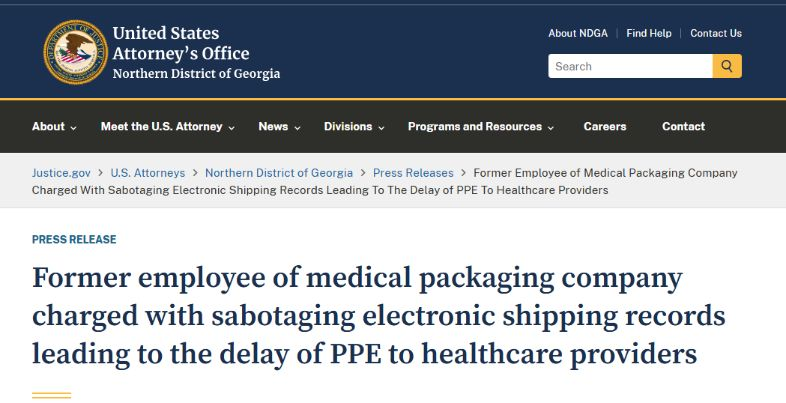 United States
Attorney's Office
Northern District of Georgia
About NDGA
Find Help
Contact Us
Search
About
Meet the U.S. Attorney
News
Divisions
Programs and Resources
Careers
Contact
Justice.gov > U.S. Attorneys > Northern District of Georgia > Press Releases > Former Employee of Medical Packaging Company
Charged With Sabotaging Electronic Shipping Records Leading To The Delay of PPE To Healthcare Providers
PRESS RELEASE
Former employee of medical packaging company
charged with sabotaging electronic shipping records
leading to the delay of PPE to healthcare providers